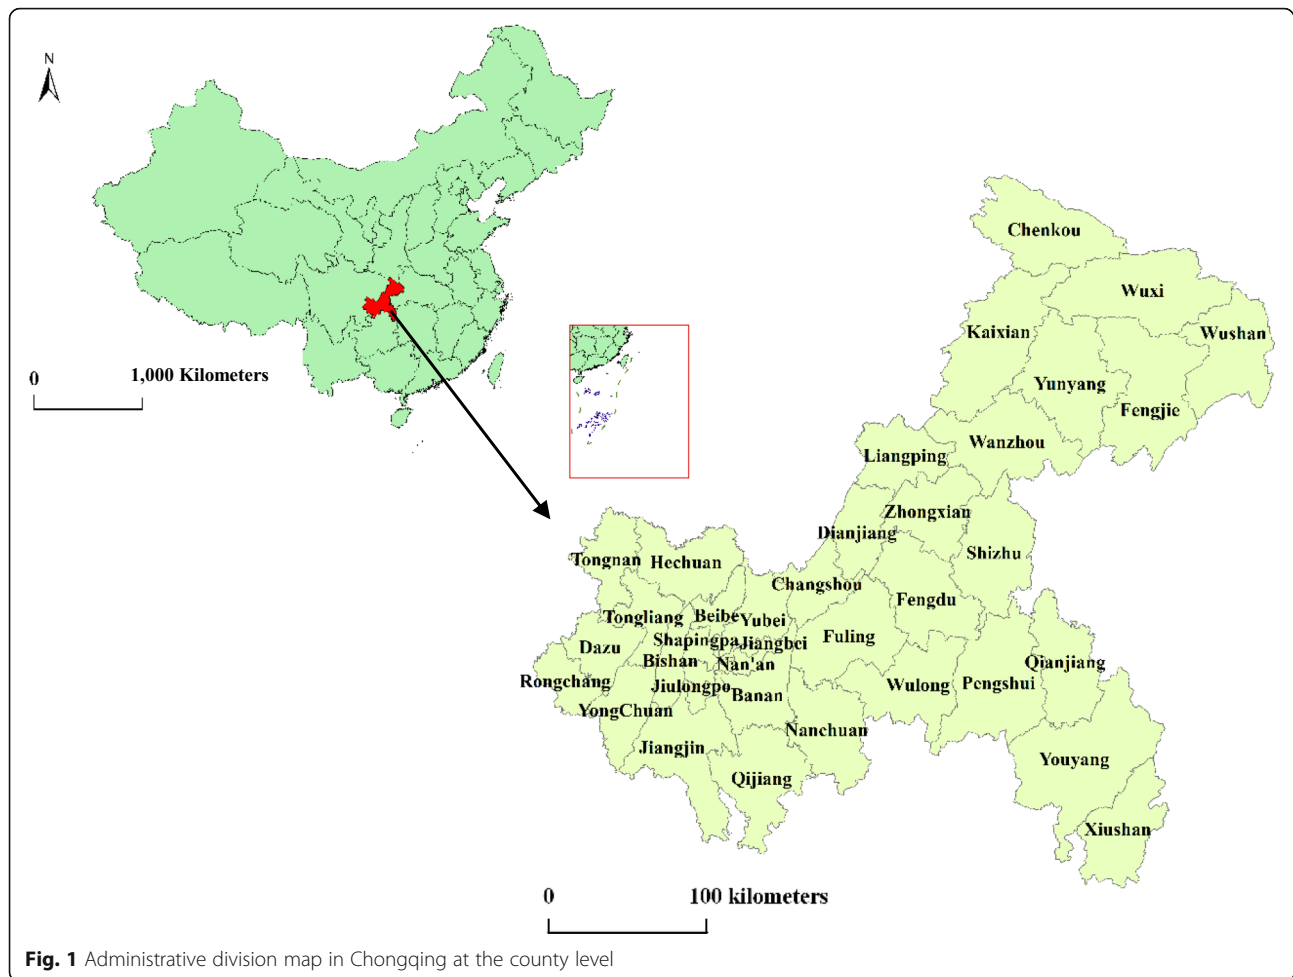 N
0
1,000 Kilometers
Chenkou
Wuxi
Kaixian
Wushan
Yunyang
Fengjie
Wanzhou
Liangping
Zhongxian
Dianjiang
Shizhu
Tongnan
Hechuan
Changshou
Fengdu
Tongliang
Beibe
Yubei
Fuling
Shapingpa
Jiangbei
Dazu
Bishan
Nan'an
Qianjiang
Rongchang
Jiulongpo
Banan
Wulong
Pengshui
YongChuan
Nanchuan
Jiangjin
Youyang
Qijiang
Xiushan
0
100 kilometers
Fig. 1 Administrative division map in Chongqing at the county level